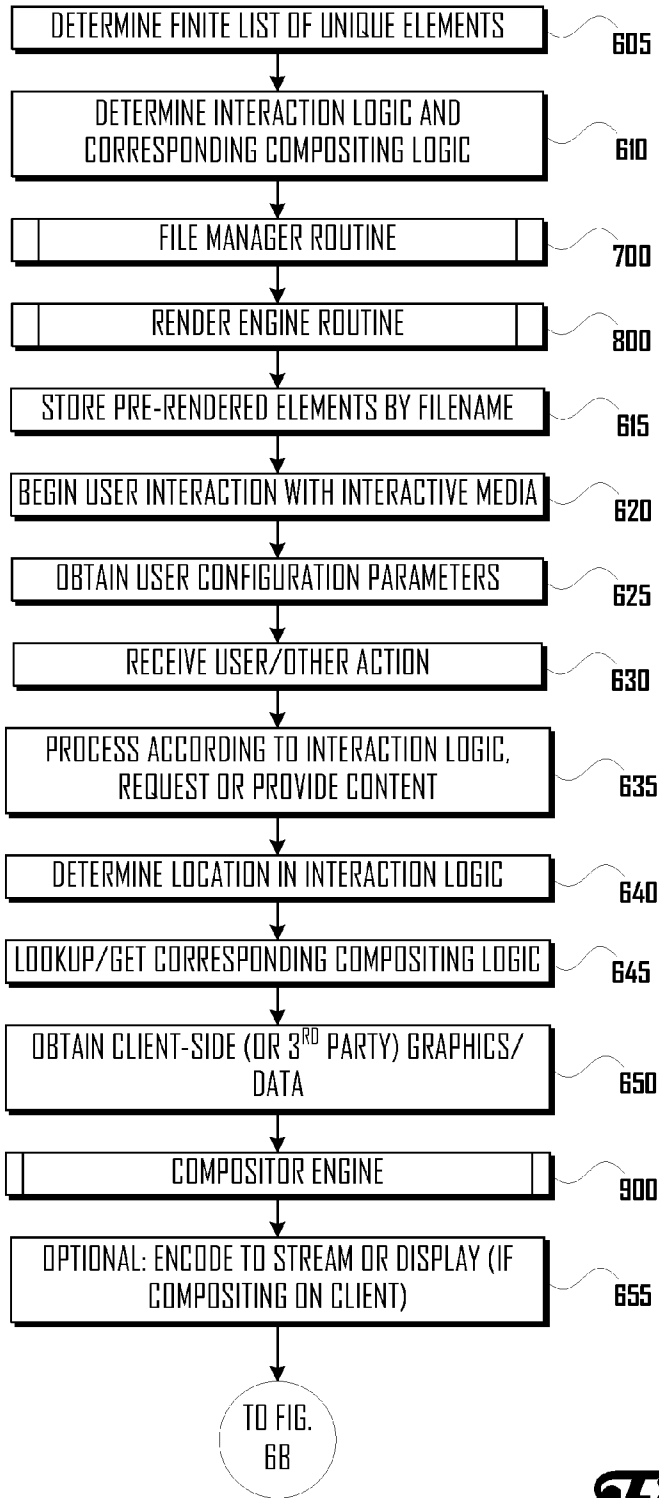 DETERMINE FINITE LIST OF UNIQUE ELEMENTS
605
DETERMINE INTERACTION LOGIC AND
CORRESPONDING COMPOSITING LOGIC
610
FILE MANAGER ROUTINE
700
RENDER ENGINE ROUTINE
800
STORE PRE-RENDERED ELEMENTS BY FILENAME
615
BEGIN USER INTERACTION WITH INTERACTIVE MEDIA
620
OBTAIN USER CONFIGURATION PARAMETERS
625
RECEIVE USER/OTHER ACTION
630
PROCESS ACCORDING TO INTERACTION LOGIC,
REQUEST OR PROVIDE CONTENT
635
DETERMINE LOCATION IN INTERACTION LOGIC
640
LOOKUP/GET CORRESPONDING COMPOSITING LOGIC
645
OBTAIN CLIENT-SIDE (OR 3RD PARTY) GRAPHICS/
DATA
650
COMPOSITOR ENGINE
900
OPTIONAL: ENCODE TO STREAM OR DISPLAY (IF
COMPOSITING ON CLIENT)
655
TO FIG.
6B